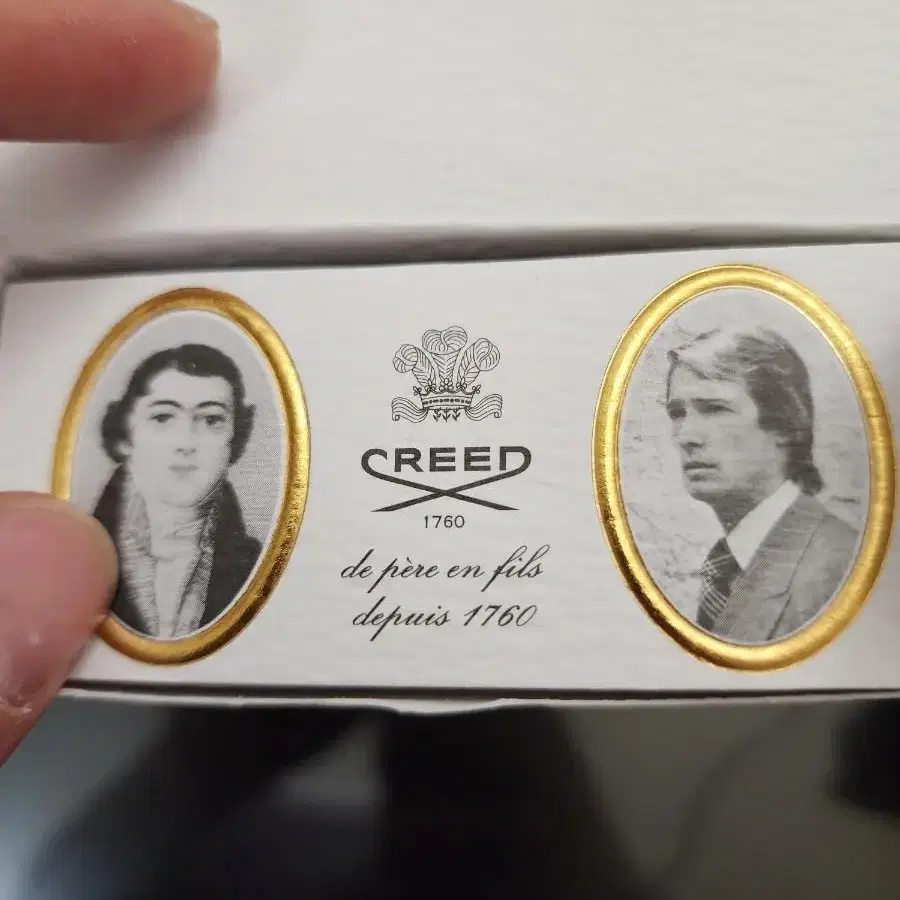 CREED
1760
de père en fils
depuis 1760